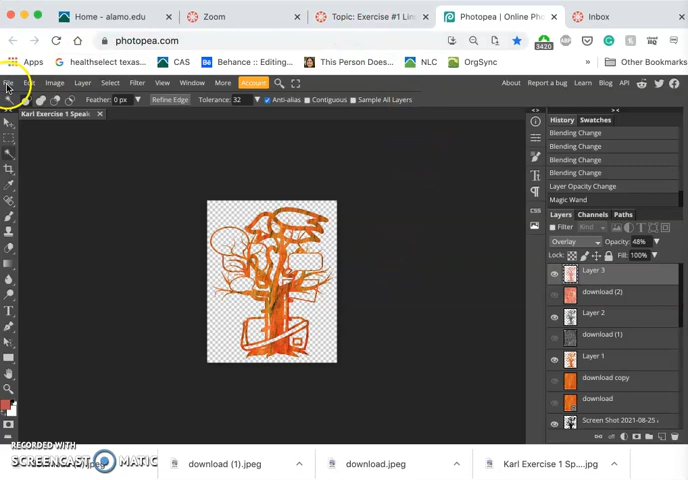 Home - alamo.edu
Zoom
Topic: Exercise #1 Lin
Photopea | Online Pho
Inbox
photopea.com
3420
Apps
healthselect texas...
CAS
Behance :: Editing...
This Person Does...
NLC
OrgSync
»
Other Bookmarks
File Edit Image Layer Select Filter View Window More Account
About Report a bug Learn Blog API
Feather: 0 px Refine Edge Tolerance: 32 Anti-alias Contiguous Sample All Layers
Karl Exercise 1 Speak
History Swatches
Blending Change
Blending Change
Blending Change
Blending Change
Layer Opacity Change
Magic Wand
Layers Channels Paths
Filter Kind
Overlay Opacity: 48%
Lock: Fill: 100%
Layer 3
download (2)
Layer 2
download (1)
Layer 1
download copy
download
Screen Shot 2021-08-25
CSS
RECORDED WITH
SCREENCAST MATIC
download (1).jpeg
download.jpeg
Karl Exercise 1 Sp....jpg